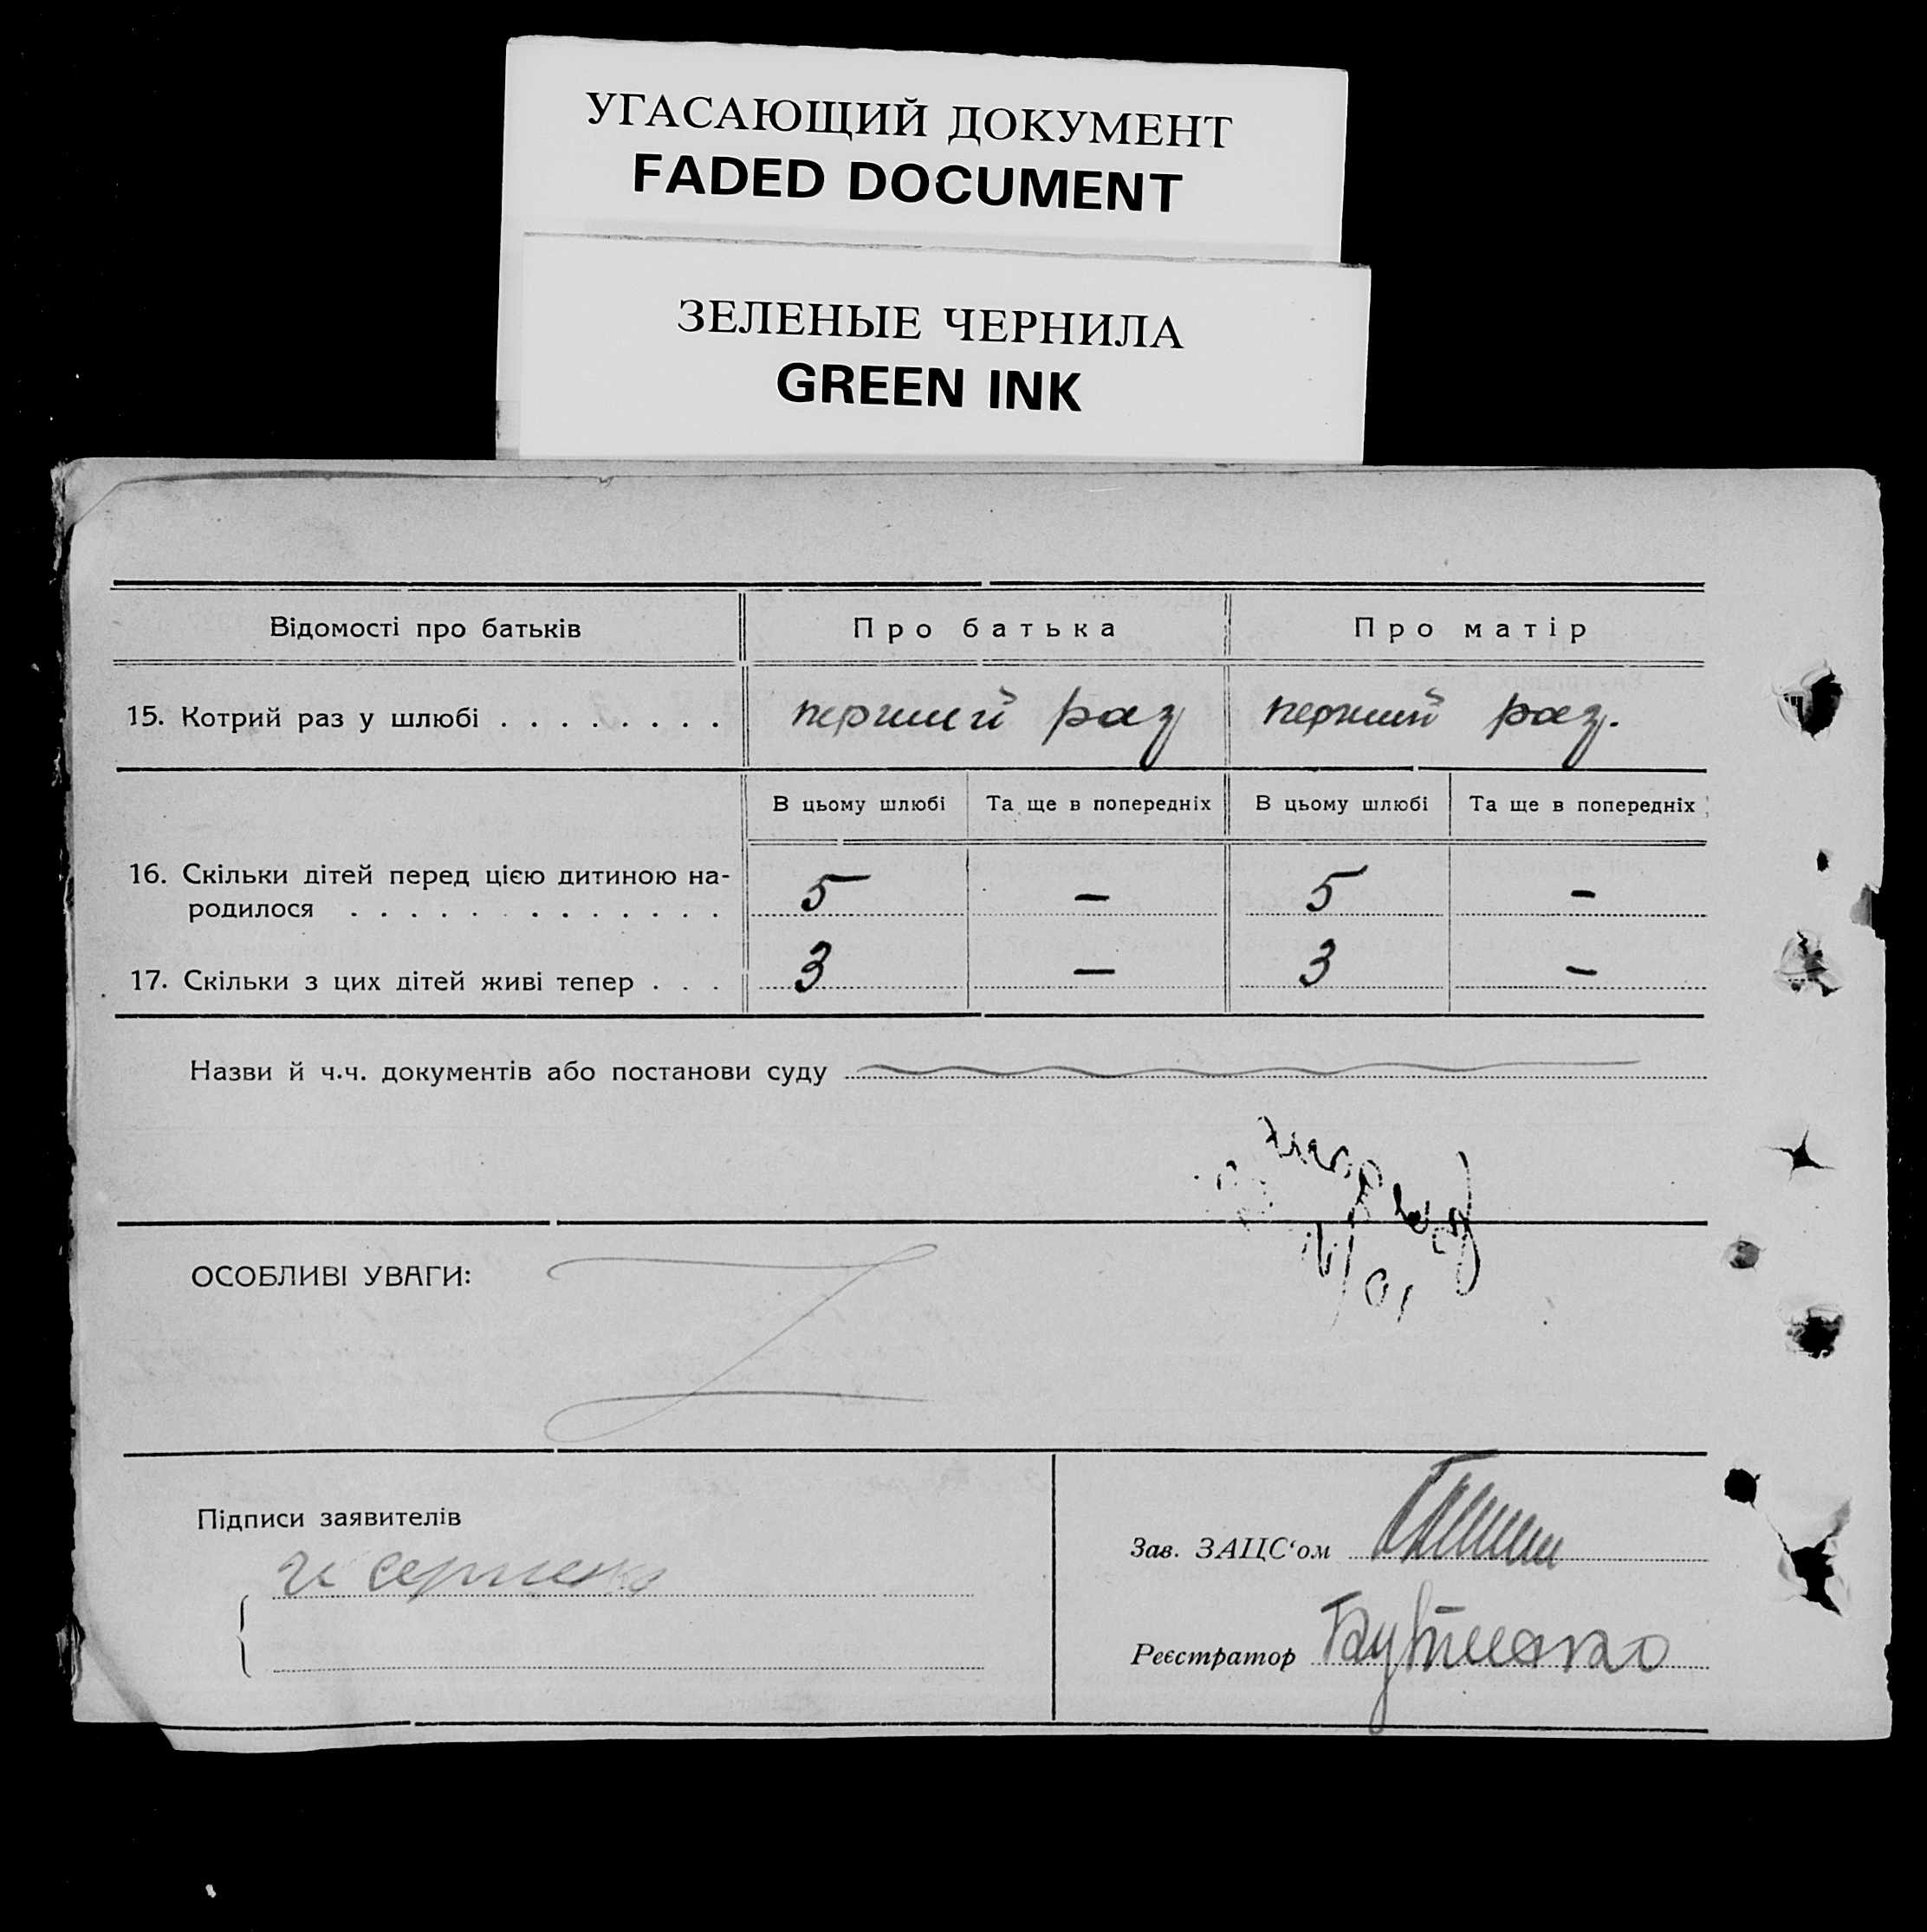 УГАСАЮЩИЙ ДОКУМЕНТ
FADED DOCUMENT
ЗЕЛЕНЫЕ ЧЕРНИЛА
GREEN INK
Відомості про батьків Про батька Про матір
15. Котрий раз у шлюбі . . . . . . . . перший раз перший раз.
В цьому шлюбі Та ще в попередніх В цьому шлюбі Та ще в попередніх
16. Скільки дітей перед цією дитиною на-
родилося . . . . . . . . . . . . . 5 — 5 —
17. Скільки з цих дітей живі тепер . . . 3 — 3 —
Назви й ч.ч. документів або постанови суду
ОСОБЛИВІ УВАГИ:
Підписи заявителів
Зав. ЗАЦС‘ом
Реєстратор